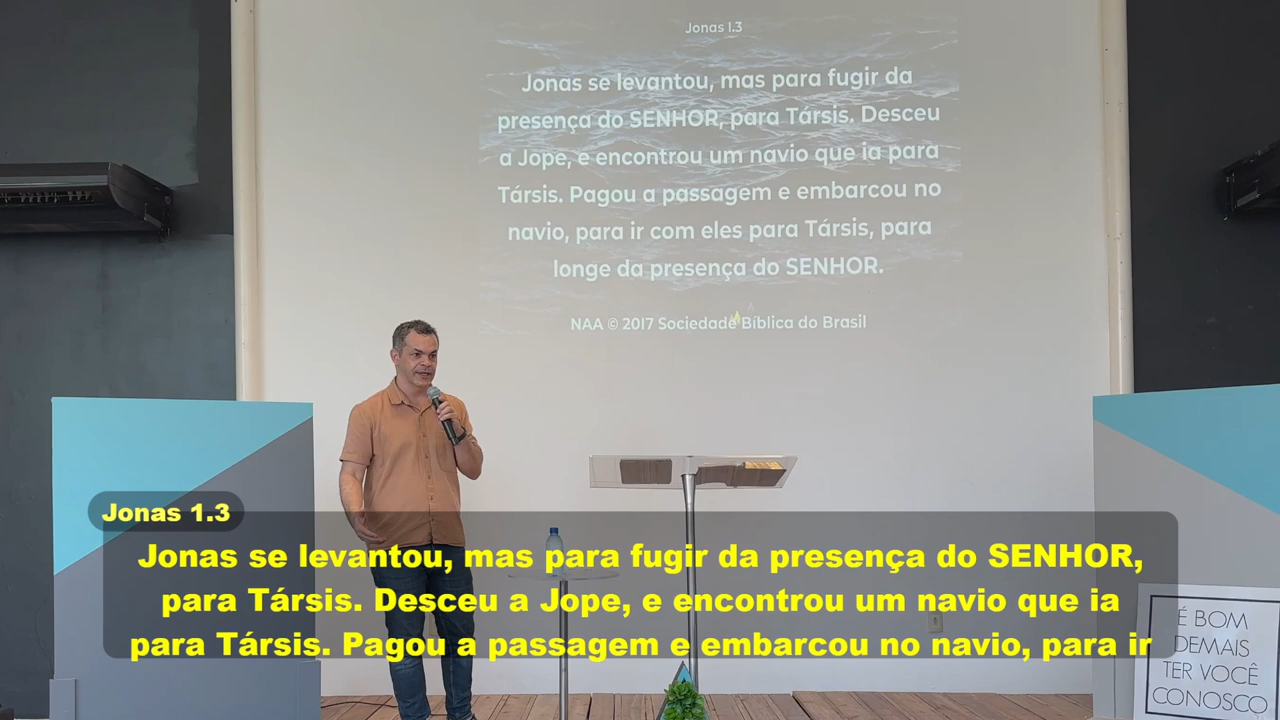 Jonas 1.3
Jonas se levantou, mas para fugir da
presença do SENHOR, para Társis. Desceu
a Jope, e encontrou um navio que ia para
Társis. Pagou a passagem e embarcou no
navio, para ir com eles para Társis, para
longe da presença do SENHOR.
NAA © 2017 Sociedade Bíblica do Brasil
Jonas 1.3
Jonas se levantou, mas para fugir da presença do SENHOR,
para Társis. Desceu a Jope, e encontrou um navio que ia
para Társis. Pagou a passagem e embarcou no navio, para ir
É BOM
DEMAIS
TER VOCÊ
CONOSCO